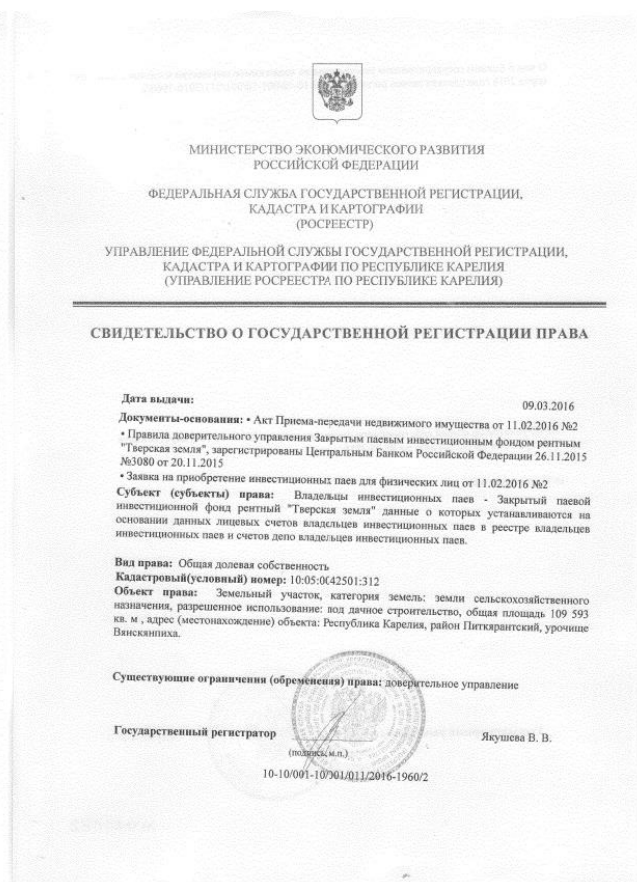 МИНИСТЕРСТВО ЭКОНОМИЧЕСКОГО РАЗВИТИЯ
РОССИЙСКОЙ ФЕДЕРАЦИИ
ФЕДЕРАЛЬНАЯ СЛУЖБА ГОСУДАРСТВЕННОЙ РЕГИСТРАЦИИ,
КАДАСТРА И КАРТОГРАФИИ
(РОСРЕЕСТР)
УПРАВЛЕНИЕ ФЕДЕРАЛЬНОЙ СЛУЖБЫ ГОСУДАРСТВЕННОЙ РЕГИСТРАЦИИ,
КАДАСТРА И КАРТОГРАФИИ ПО РЕСПУБЛИКЕ КАРЕЛИЯ
(УПРАВЛЕНИЕ РОСРЕЕСТРА ПО РЕСПУБЛИКЕ КАРЕЛИЯ)
СВИДЕТЕЛЬСТВО О ГОСУДАРСТВЕННОЙ РЕГИСТРАЦИИ ПРАВА
Дата выдачи: 09.03.2016
Документы-основания: • Акт Приема-передачи недвижимого имущества от 11.02.2016 №2
• Правила доверительного управления Закрытым паевым инвестиционным фондом рентным
"Тверская земля", зарегистрированы Центральным Банком Российской Федерации 26.11.2015
№3080 от 20.11.2015
• Заявка на приобретение инвестиционных паев для физических лиц от 11.02.2016 №2
Субъект (субъекты) права: Владельцы инвестиционных паев - Закрытый паевой
инвестиционной фонд рентный "Тверская земля" данные о которых устанавливаются на
основании данных лицевых счетов владельцев инвестиционных паев в реестре владельцев
инвестиционных паев и счетов депо владельцев инвестиционных паев.
Вид права: Общая долевая собственность
Кадастровый(условный) номер: 10:05:0042501:312
Объект права: Земельный участок, категория земель: земли сельскохозяйственного
назначения, разрешенное использование: под дачное строительство, общая площадь 109 593
кв. м , адрес (местонахождение) объекта: Республика Карелия, район Питкярантский, урочище
Вянскянпиха.
Существующие ограничения (обременения) права: доверительное управление
Государственный регистратор Якушева В. В.
(подпись, м.п.)
10-10/001-10/001/011/2016-1960/2